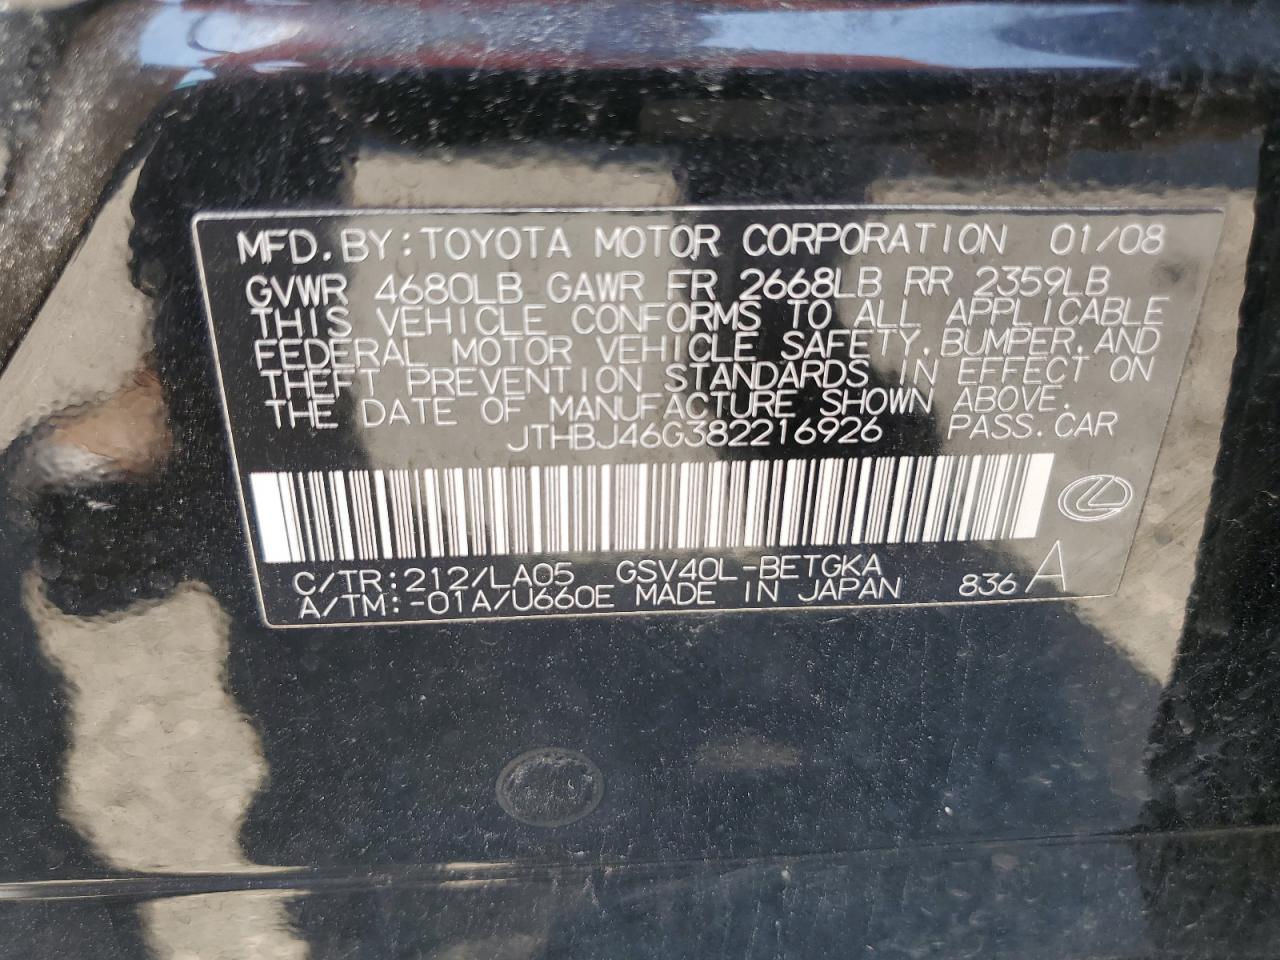 MFD. BY: TOYOTA MOTOR CORPORATION 01/08
GVWR 4680LB GAWR FR 2668LB RR 2359LB
THIS VEHICLE CONFORMS TO ALL APPLICABLE
FEDERAL MOTOR VEHICLE SAFETY, BUMPER, AND
THEFT PREVENTION STANDARDS IN EFFECT ON
THE DATE OF MANUFACTURE SHOWN ABOVE.
JTHBJ46G382216926 PASS. CAR
C/TR: 212/LA05 GSV40L-BETGKA
A/TM: -01A/U660E MADE IN JAPAN 836 A